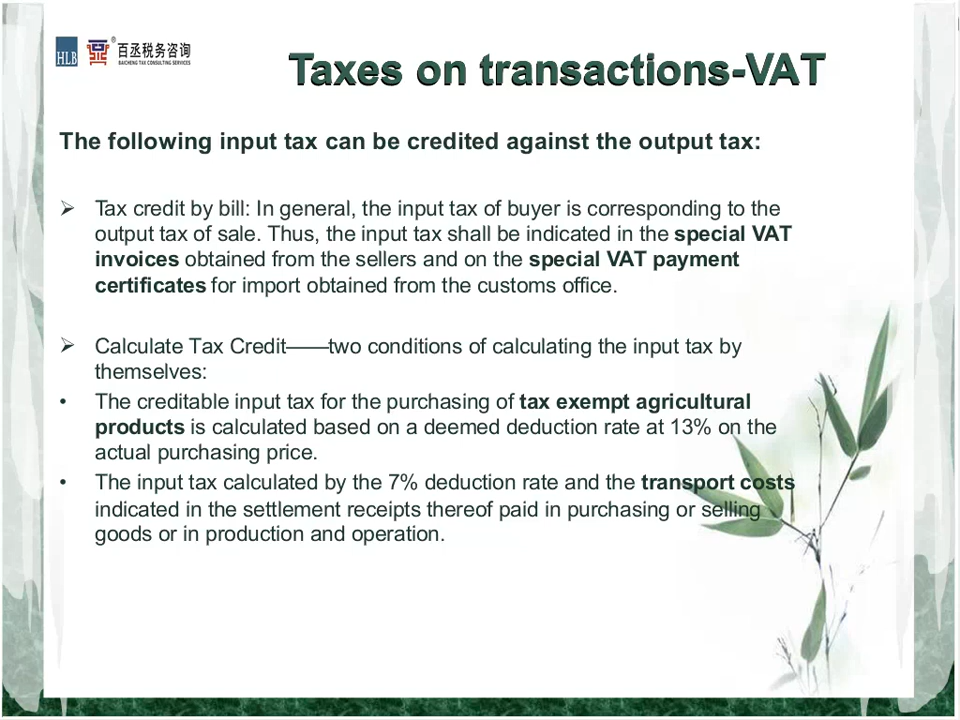 HLB
百丞税务咨询
BAICHENG TAX CONSULTING SERVICES
Taxes on transactions-VAT
The following input tax can be credited against the output tax:
➢ Tax credit by bill: In general, the input tax of buyer is corresponding to the
output tax of sale. Thus, the input tax shall be indicated in the special VAT
invoices obtained from the sellers and on the special VAT payment
certificates for import obtained from the customs office.
➢ Calculate Tax Credit——two conditions of calculating the input tax by
themselves:
• The creditable input tax for the purchasing of tax exempt agricultural
products is calculated based on a deemed deduction rate at 13% on the
actual purchasing price.
• The input tax calculated by the 7% deduction rate and the transport costs
indicated in the settlement receipts thereof paid in purchasing or selling
goods or in production and operation.